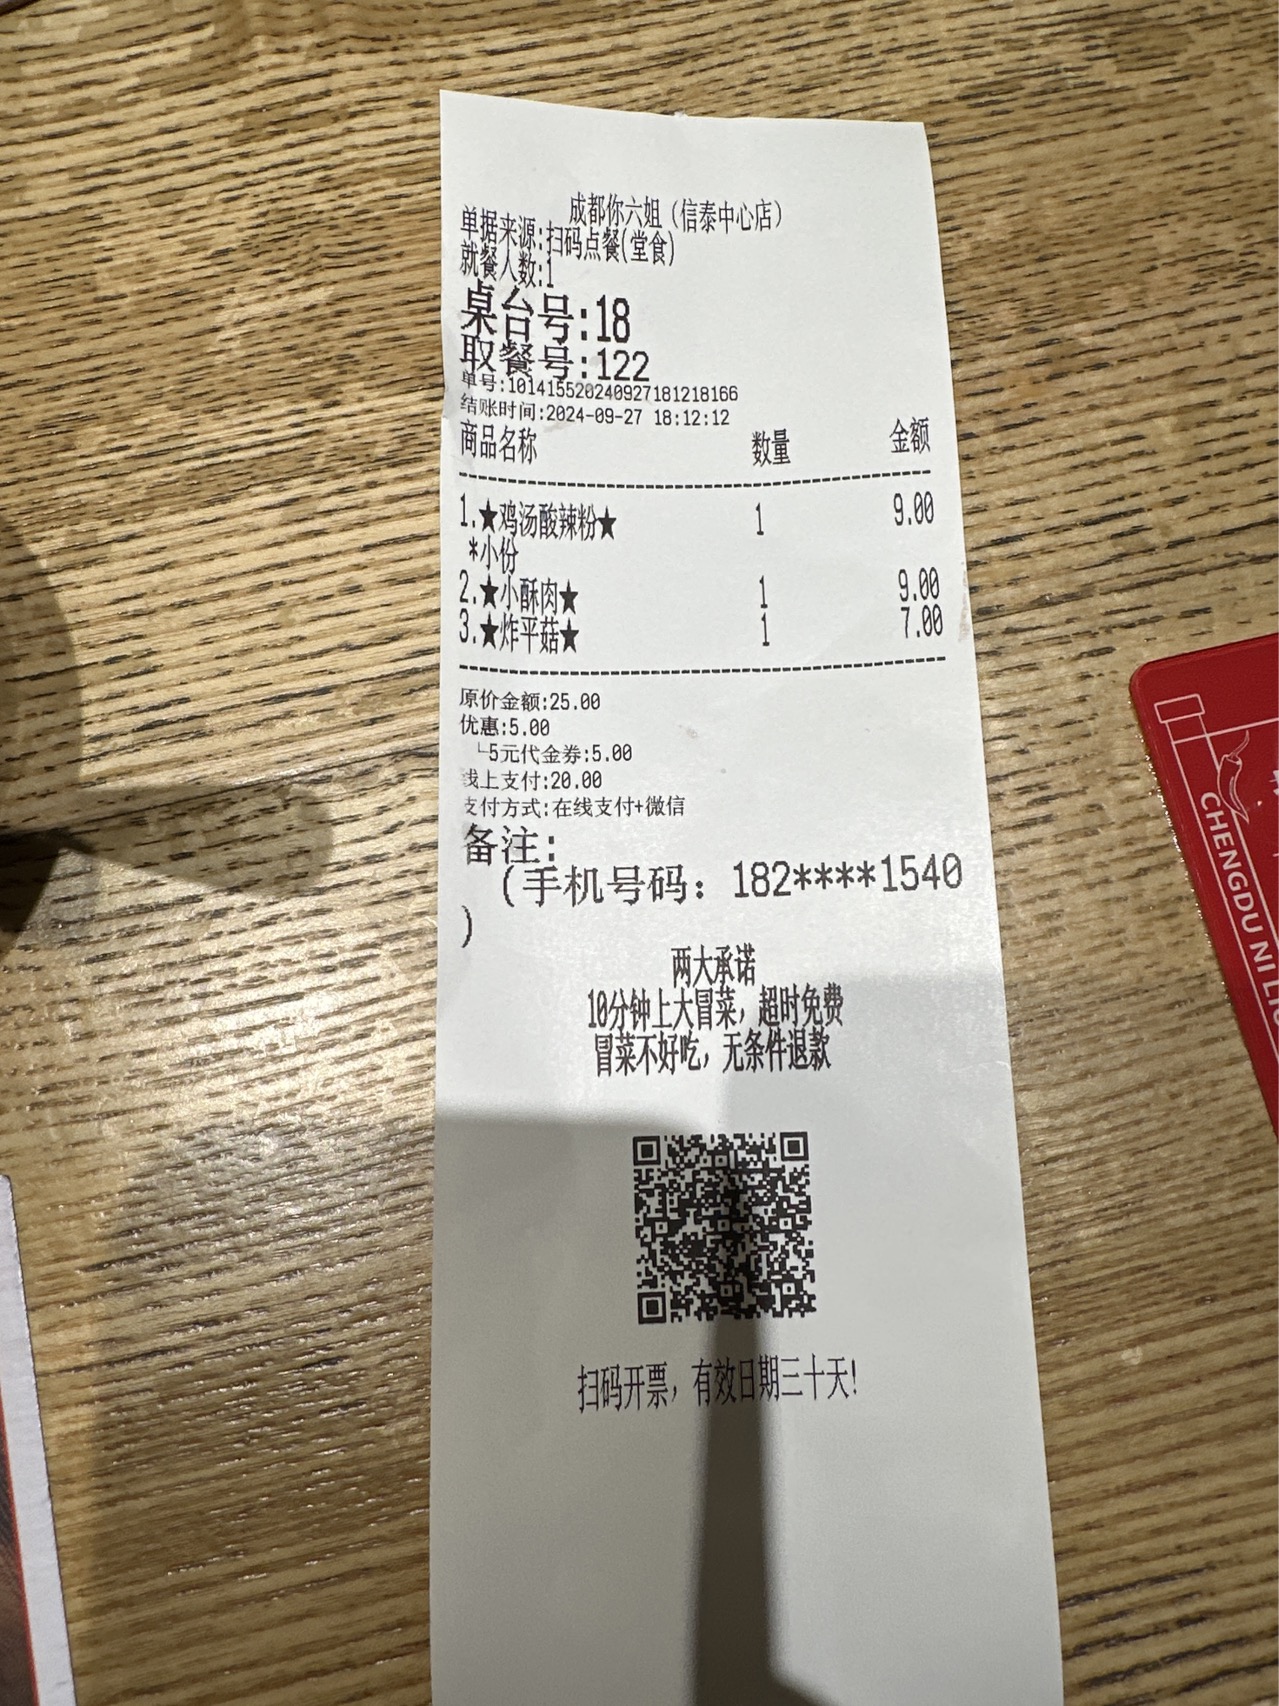 成都你六姐（信泰中心店）
单据来源:扫码点餐(堂食)
就餐人数:1
桌台号:18
取餐号:122
单号:10141552024092718121​8166
结账时间:2024-09-27 18:12:12
商品名称 数量 金额
1.★鸡汤酸辣粉★ 1 9.00
*小份
2.★小酥肉★ 1 9.00
3.★炸平菇★ 1 7.00
原价金额:25.00
优惠:5.00
└5元代金券:5.00
线上支付:20.00
支付方式:在线支付+微信
备注:
(手机号码：182****1540
)
两大承诺
10分钟上大冒菜，超时免费
冒菜不好吃，无条件退款
扫码开票，有效日期三十天!
CHENGDU NI